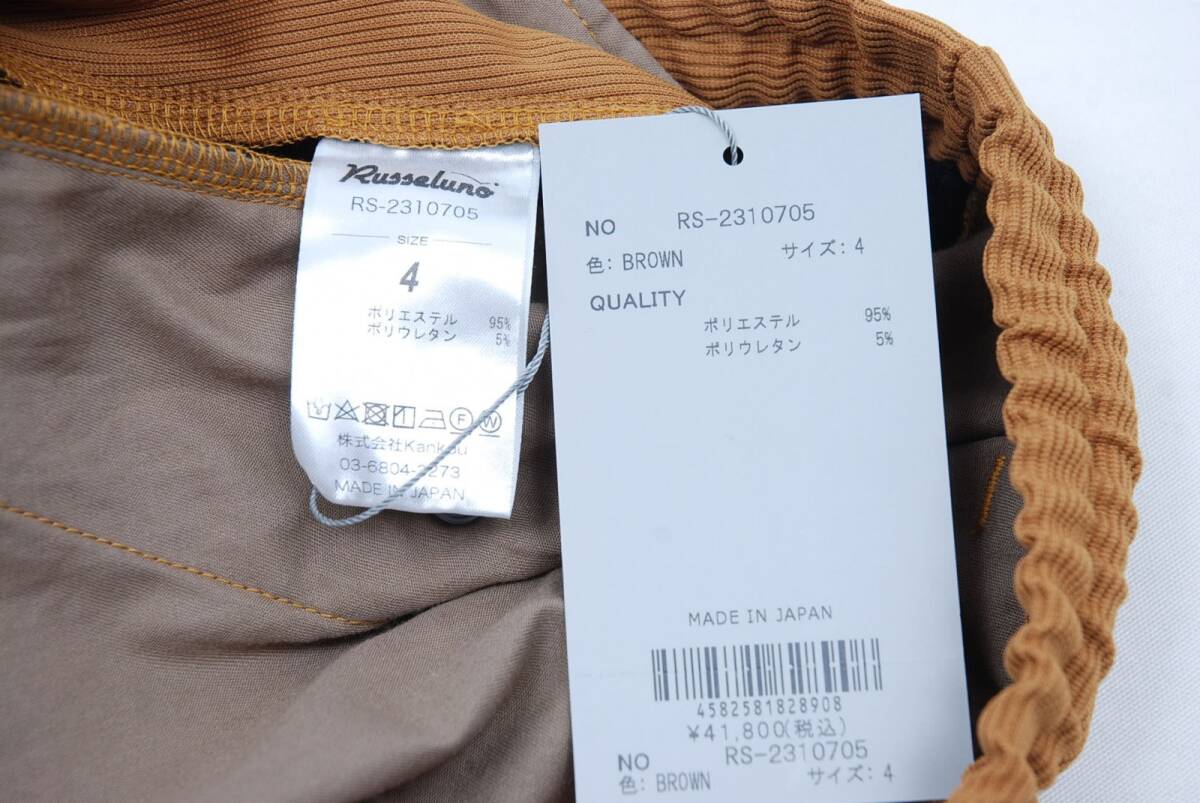 Russeluno
RS-2310705
SIZE
4
ポリエステル 95%
ポリウレタン 5%
F W
株式会社Kankou
03-6804-3273
MADE IN JAPAN
NO RS-2310705
色: BROWN サイズ: 4
QUALITY
ポリエステル 95%
ポリウレタン 5%
MADE IN JAPAN
4582581828908
¥41,800(税込)
NO RS-2310705
色: BROWN サイズ: 4